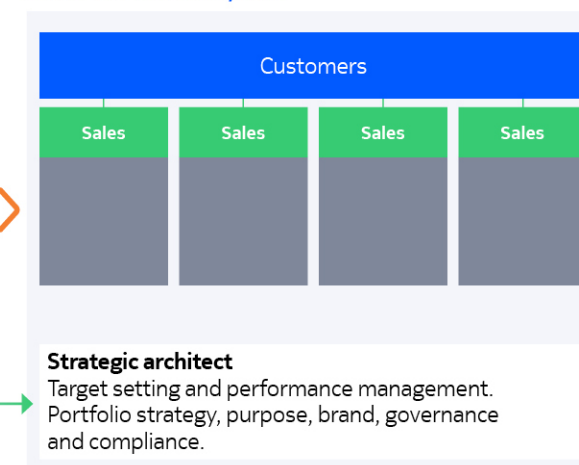 Customers
Sales Sales Sales Sales
Strategic architect
Target setting and performance management.
Portfolio strategy, purpose, brand, governance
and compliance.